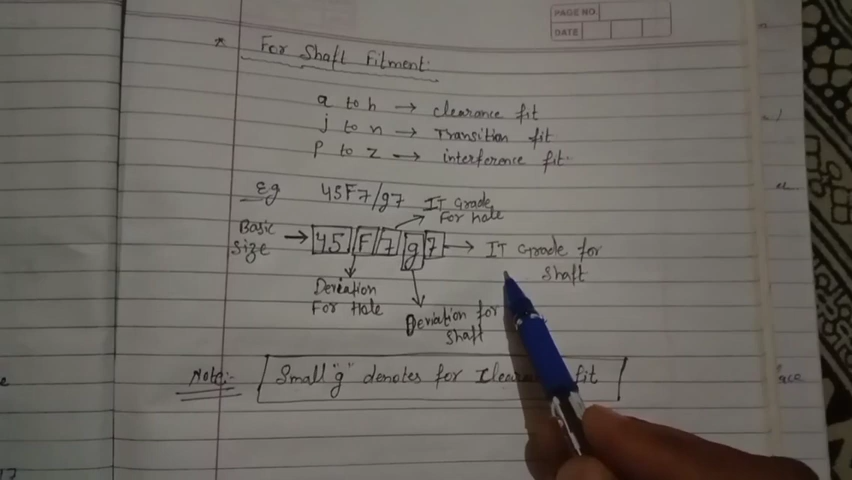 PAGE NO.
DATE
* For Shaft Fitment:
a to h → clearance fit
j to n → Transition fit
p to z → interference fit.
Eg 45F7/g7
IT Grade
For hole
Basic
Size → 45 F 7 g 7 → IT Grade for
Shaft
Deviation
For Hole
Deviation for
Shaft
Note:- Small "g" denotes for fit